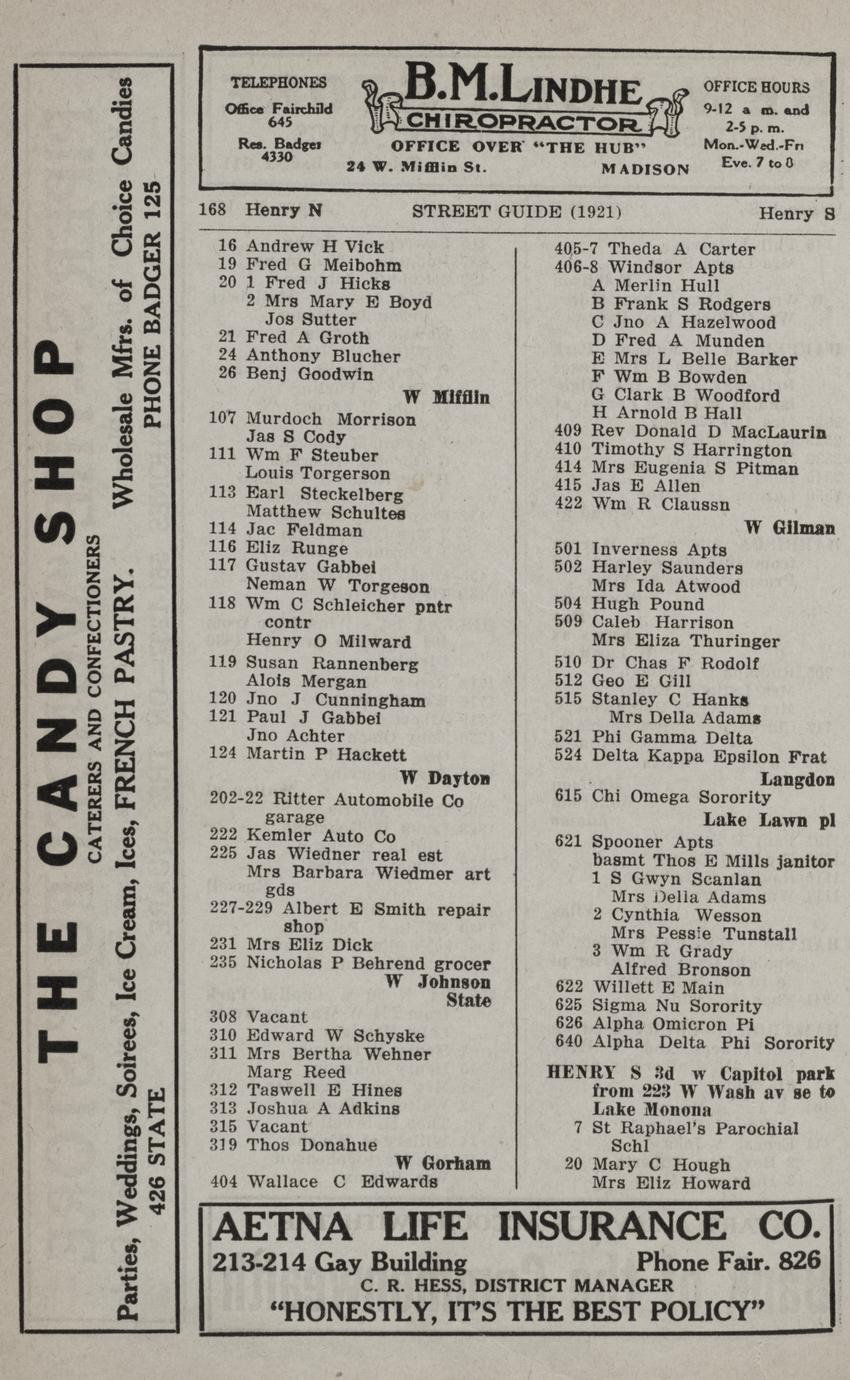 THE CANDY SHOP
CATERERS AND CONFECTIONERS
Parties, Weddings, Soirees, Ice Cream, Ices, FRENCH PASTRY. Wholesale Mfrs. of Choice Candies
426 STATE PHONE BADGER 125
TELEPHONES
Office Fairchild
645
Res. Badger
4330
B.M.LINDHE
CHIROPRACTOR
OFFICE OVER "THE HUB"
24 W. Mifflin St. MADISON
OFFICE HOURS
9-12 a m. and
2-5 p. m.
Mon.-Wed.-Fri
Eve. 7 to 8
168 Henry N STREET GUIDE (1921) Henry S
16 Andrew H Vick
19 Fred G Meibohm
20 1 Fred J Hicks
2 Mrs Mary E Boyd
Jos Sutter
21 Fred A Groth
24 Anthony Blucher
26 Benj Goodwin
W Mifflin
107 Murdoch Morrison
Jas S Cody
111 Wm F Steuber
Louis Torgerson
113 Earl Steckelberg
Matthew Schultes
114 Jac Feldman
116 Eliz Runge
117 Gustav Gabbei
Neman W Torgeson
118 Wm C Schleicher pntr
contr
Henry O Milward
119 Susan Rannenberg
Alois Mergan
120 Jno J Cunningham
121 Paul J Gabbei
Jno Achter
124 Martin P Hackett
W Dayton
202-22 Ritter Automobile Co
garage
222 Kemler Auto Co
225 Jas Wiedner real est
Mrs Barbara Wiedmer art
gds
227-229 Albert E Smith repair
shop
231 Mrs Eliz Dick
235 Nicholas P Behrend grocer
W Johnson
State
308 Vacant
310 Edward W Schyske
311 Mrs Bertha Wehner
Marg Reed
312 Taswell E Hines
313 Joshua A Adkins
315 Vacant
319 Thos Donahue
W Gorham
404 Wallace C Edwards
405-7 Theda A Carter
406-8 Windsor Apts
A Merlin Hull
B Frank S Rodgers
C Jno A Hazelwood
D Fred A Munden
E Mrs L Belle Barker
F Wm B Bowden
G Clark B Woodford
H Arnold B Hall
409 Rev Donald D MacLaurin
410 Timothy S Harrington
414 Mrs Eugenia S Pitman
415 Jas E Allen
422 Wm R Claussn
W Gilman
501 Inverness Apts
502 Harley Saunders
Mrs Ida Atwood
504 Hugh Pound
509 Caleb Harrison
Mrs Eliza Thuringer
510 Dr Chas F Rodolf
512 Geo E Gill
515 Stanley C Hanks
Mrs Della Adams
521 Phi Gamma Delta
524 Delta Kappa Epsilon Frat
Langdon
615 Chi Omega Sorority
Lake Lawn pl
621 Spooner Apts
basmt Thos E Mills janitor
1 S Gwyn Scanlan
Mrs Della Adams
2 Cynthia Wesson
Mrs Pessie Tunstall
3 Wm R Grady
Alfred Bronson
622 Willett E Main
625 Sigma Nu Sorority
626 Alpha Omicron Pi
640 Alpha Delta Phi Sorority
HENRY S 3d w Capitol park
from 223 W Wash av se to
Lake Monona
7 St Raphael's Parochial
Schl
20 Mary C Hough
Mrs Eliz Howard
AETNA LIFE INSURANCE CO.
213-214 Gay Building Phone Fair. 826
C. R. HESS, DISTRICT MANAGER
"HONESTLY, IT'S THE BEST POLICY"